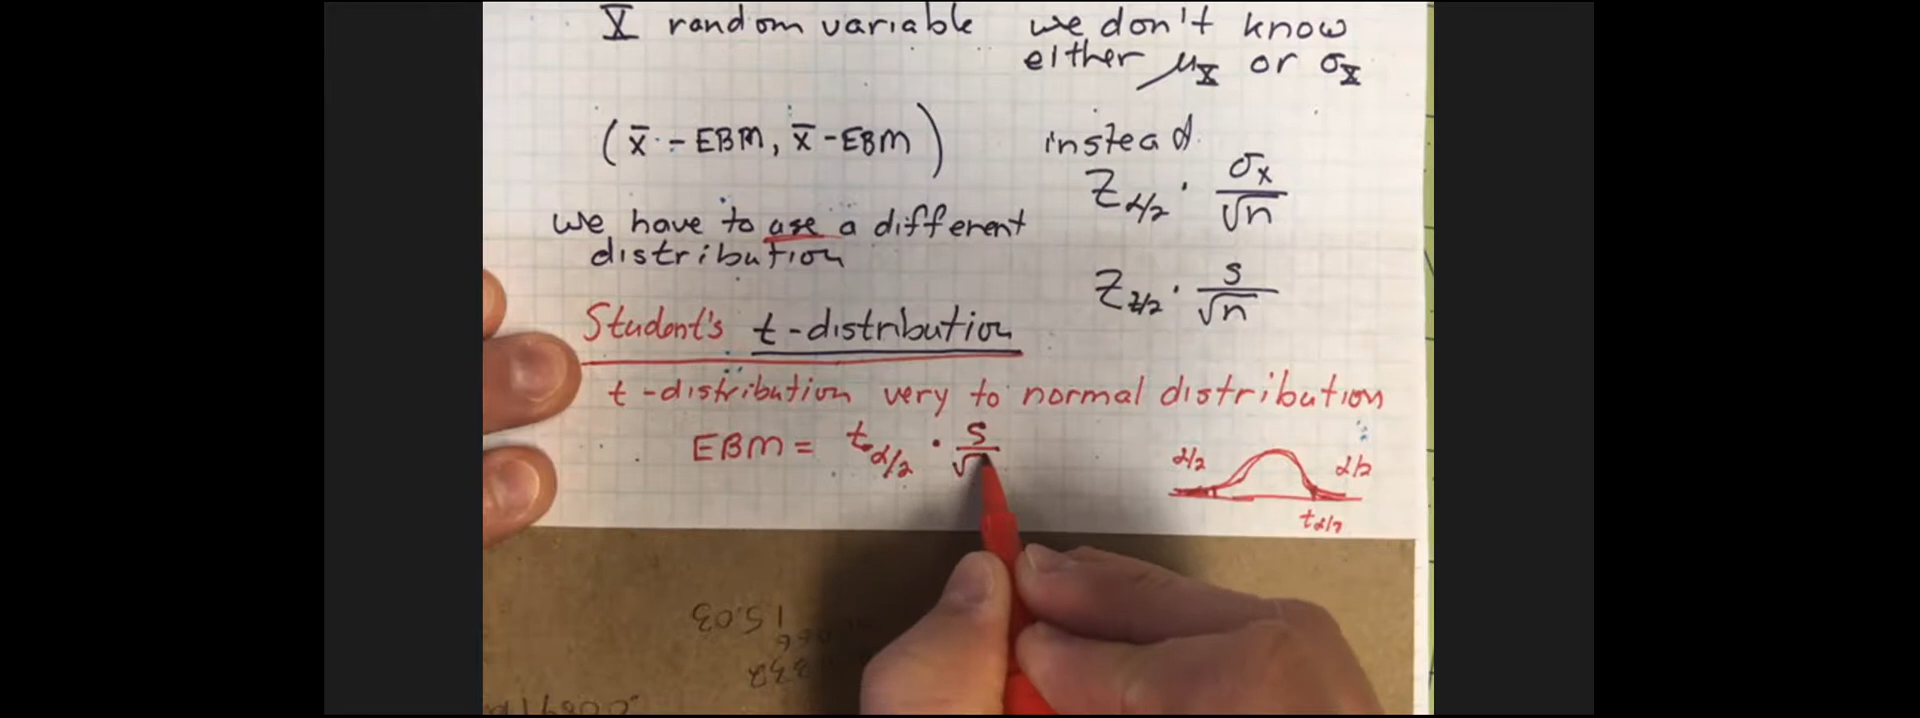 X random variable we don't know
either μX or σX
(x̄ - EBM, x̄ - EBM) instead
Zα/2 · σx/√n
we have to use a different
distribution
Z α/2 · s/√n
Student's t-distribution
t-distribution very to normal distribution
EBM = tα/2 · s/√
α/2 α/2
tα/2
15.03